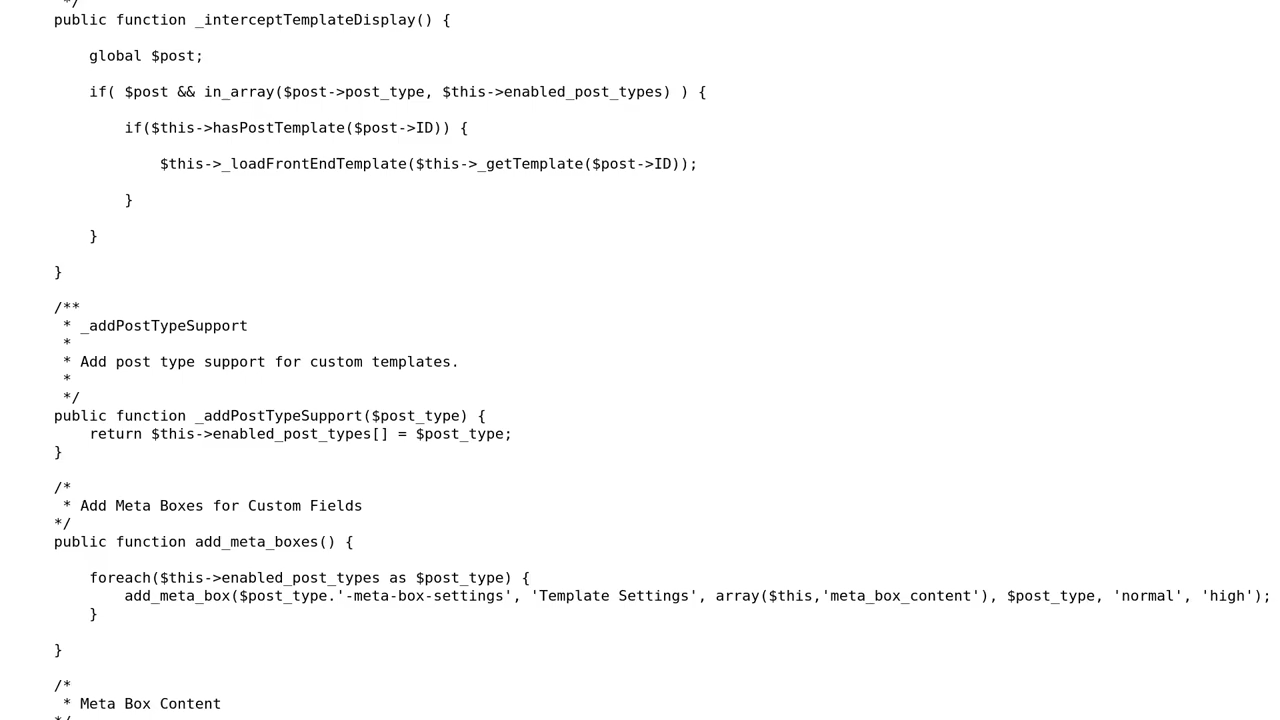 */
public function _interceptTemplateDisplay() {
global $post;
if( $post && in_array($post->post_type, $this->enabled_post_types) ) {
if($this->hasPostTemplate($post->ID)) {
$this->_loadFrontEndTemplate($this->_getTemplate($post->ID));
}
}
}
/**
* _addPostTypeSupport
*
* Add post type support for custom templates.
*
*/
public function _addPostTypeSupport($post_type) {
return $this->enabled_post_types[] = $post_type;
}
/*
* Add Meta Boxes for Custom Fields
*/
public function add_meta_boxes() {
foreach($this->enabled_post_types as $post_type) {
add_meta_box($post_type.'-meta-box-settings', 'Template Settings', array($this,'meta_box_content'), $post_type, 'normal', 'high');
}
}
/*
* Meta Box Content
*/